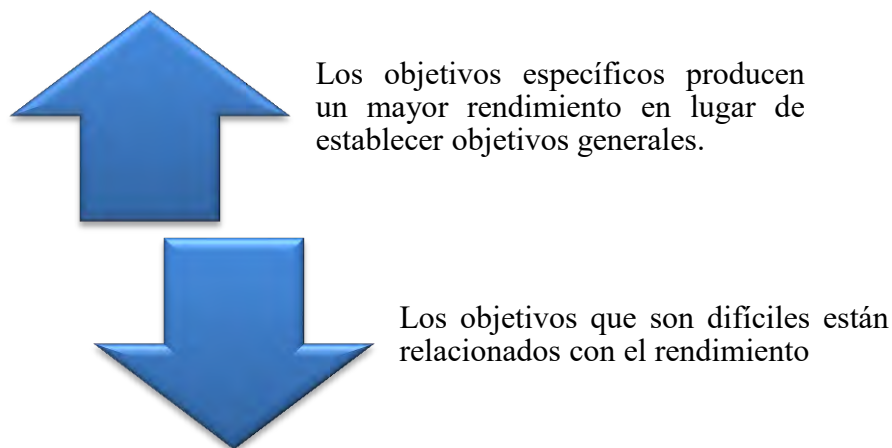 Los objetivos específicos producen
un mayor rendimiento en lugar de
establecer objetivos generales.
Los objetivos que son difíciles están
relacionados con el rendimiento